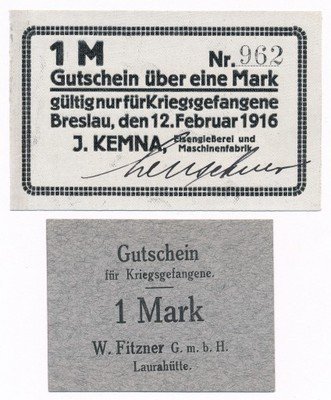 1 M Nr. 962
Gutschein über eine Mark
gültig nur für Kriegsgefangene
Breslau, den 12. Februar 1916
J. KEMNA, Eisengießerei und
Maschinenfabrik
Gutschein
für Kriegsgefangene.
1 Mark
W. Fitzner G. m. b. H.
Laurahütte.